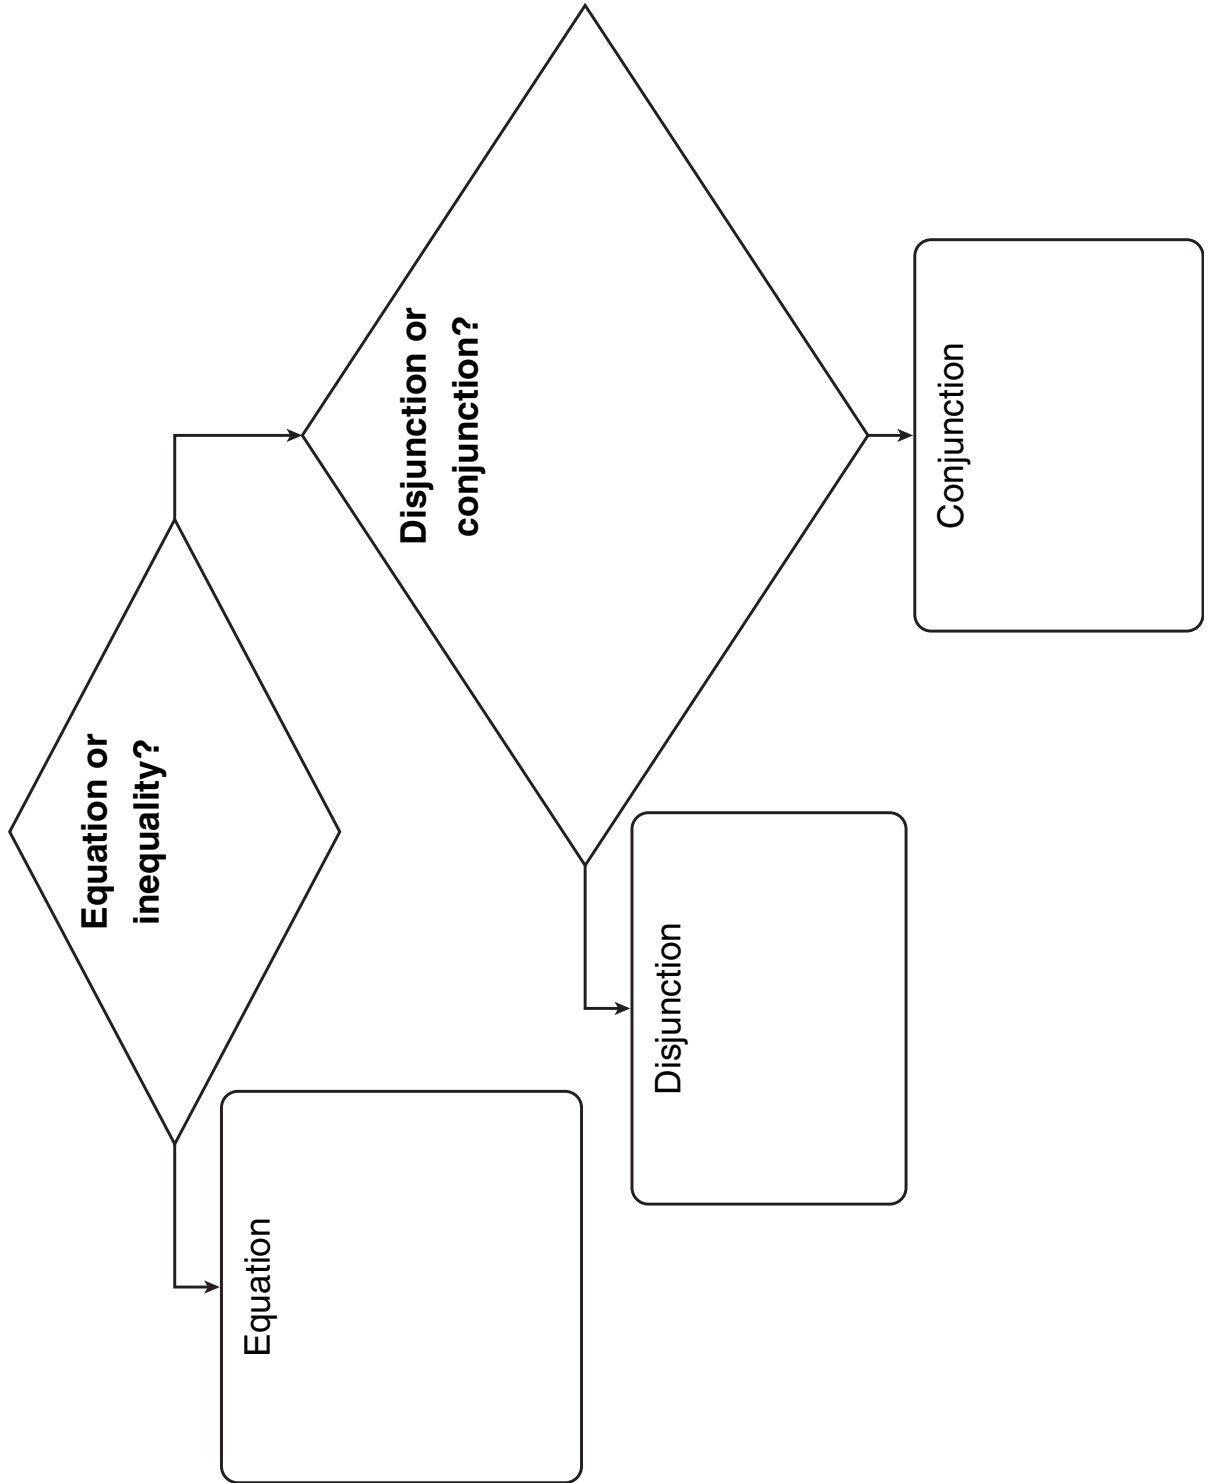 Equation or
inequality?
Equation
Disjunction or
conjunction?
Disjunction
Conjunction